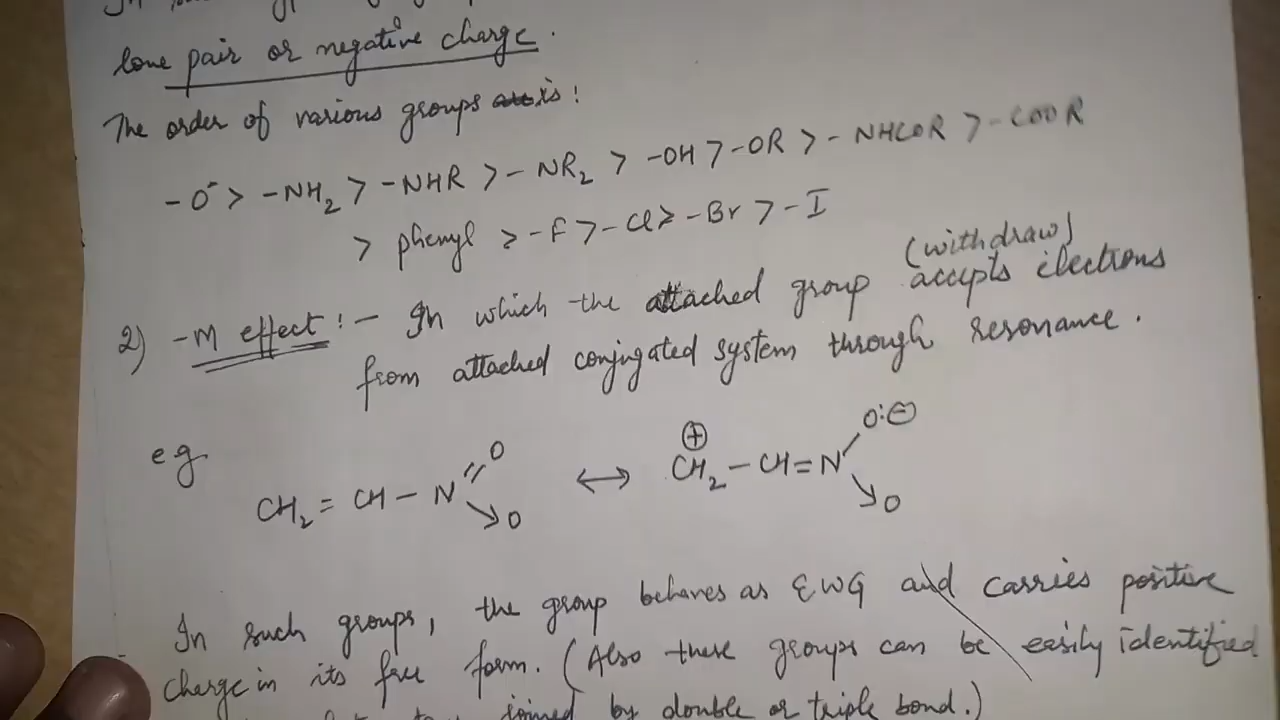 lone pair or negative charge.
The order of various groups is:
-O⁻ > -NH₂ > -NHR > -NR₂ > -OH > -OR > -NHCOR > -COOR
> phenyl > -F > -Cl > -Br > -I
2) -M effect :- In which the attached group (withdraw) accepts electrons
from attached conjugated system through resonance.
eg CH₂ = CH - N =O →O ↔ ⊕CH₂ - CH = N -O:⊖ →O
In such groups, the group behaves as EWG and carries positive
charge in its free form. (Also these groups can be easily identified
joined by double or triple bond.)